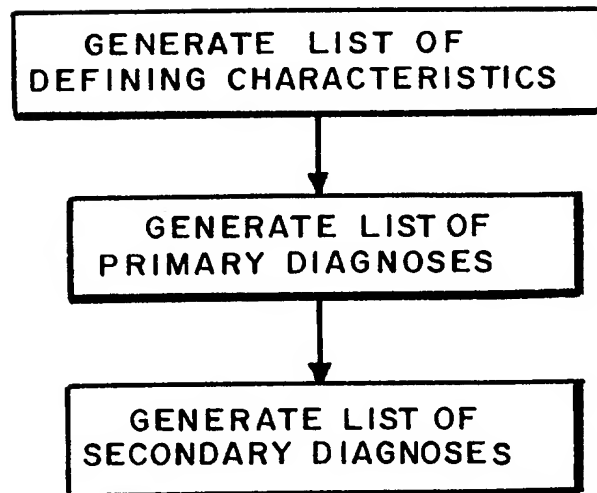 GENERATE LIST OF
DEFINING CHARACTERISTICS
GENERATE LIST OF
PRIMARY DIAGNOSES
GENERATE LIST OF
SECONDARY DIAGNOSES